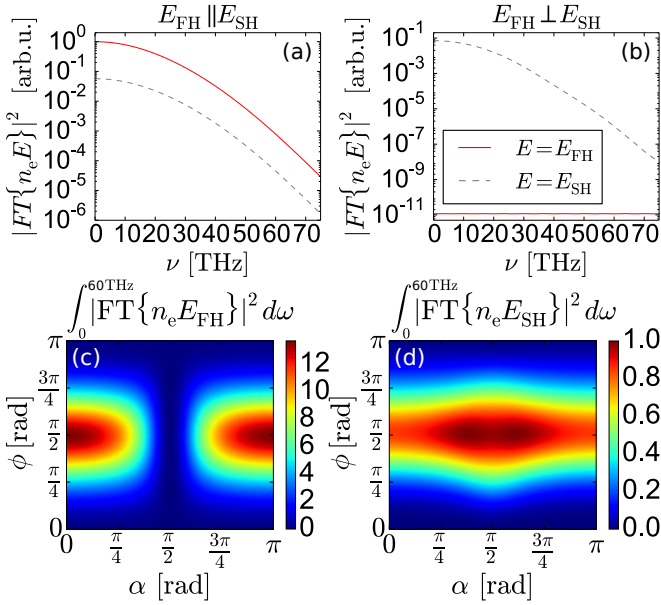 E_FH ∥ E_SH
E_FH ⊥ E_SH
|FT{n_e E}|² [arb.u.]
10⁰
10⁻¹
10⁻²
10⁻³
10⁻⁴
10⁻⁵
10⁻⁶
(a)
0 10 20 30 40 50 60 70
ν [THz]
|FT{n_e E}|² [arb.u.]
10⁻¹
10⁻³
10⁻⁵
10⁻⁷
10⁻⁹
10⁻¹¹
(b)
E = E_FH
E = E_SH
0 10 20 30 40 50 60 70
ν [THz]
∫₀^{60THz} |FT{n_e E_FH}|² dω
(c)
ϕ [rad]
π
3π/4
π/2
π/4
0
0 π/4 π/2 3π/4 π
α [rad]
12
10
8
6
4
2
0
∫₀^{60THz} |FT{n_e E_SH}|² dω
(d)
ϕ [rad]
π
3π/4
π/2
π/4
0
0 π/4 π/2 3π/4 π
α [rad]
1.0
0.8
0.6
0.4
0.2
0.0